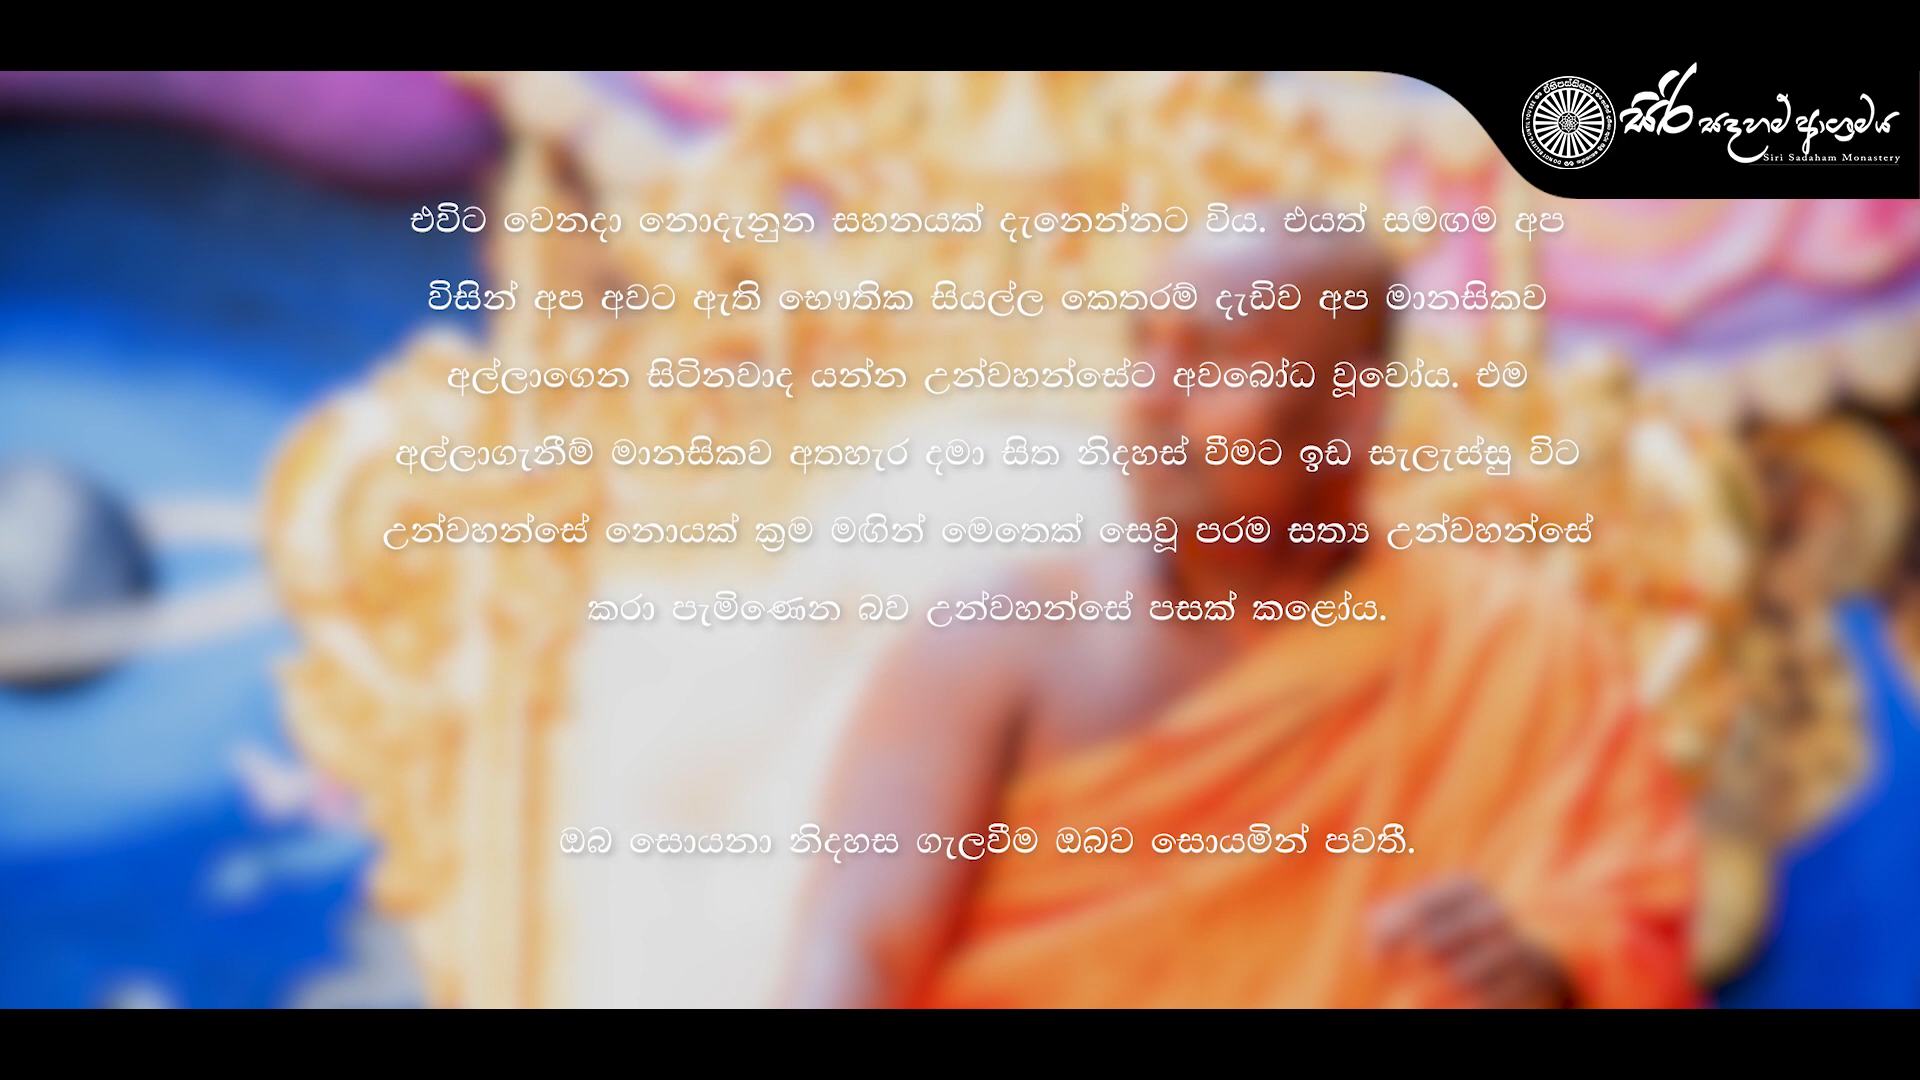 සිරි සදහම් ආශ්‍රමය
Siri Sadaham Monastery
එවිට වෙනදා නොදැනුන සහනයක් දැනෙන්නට විය. එයත් සමඟම අප
විසින් අප අවට ඇති භෞතික සියල්ල කෙතරම් දැඩිව අප මානසිකව
අල්ලාගෙන සිටිනවාද යන්න උන්වහන්සේට අවබෝධ වූවෝය. එම
අල්ලාගැනීම් මානසිකව අතහැර දමා සිත නිදහස් වීමට ඉඩ සැලැස්සු විට
උන්වහන්සේ නොයක් ක්‍රම මඟින් මෙතෙක් සෙවූ පරම සත්‍ය උන්වහන්සේ
කරා පැමිණෙන බව උන්වහන්සේ පසක් කළෝය.
ඔබ සොයනා නිදහස ගැලවීම ඔබව සොයමින් පවතී.